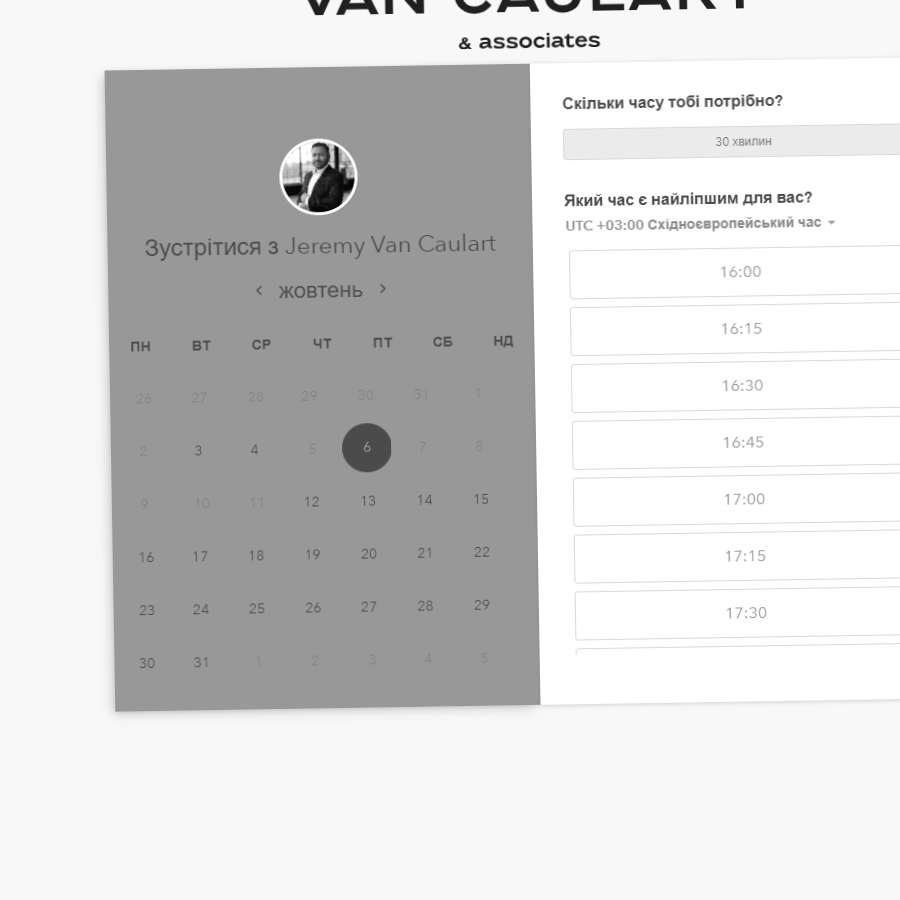 VAN CAULART
& associates
Зустрітися з Jeremy Van Caulart
жовтень
ПН ВТ СР ЧТ ПТ СБ НД
26 27 28 29 30 31 1
2 3 4 5 6 7 8
9 10 11 12 13 14 15
16 17 18 19 20 21 22
23 24 25 26 27 28 29
30 31 1 2 3 4 5
Скільки часу тобі потрібно?
30 хвилин
Який час є найліпшим для вас?
UTC +03:00 Східноєвропейський час
16:00
16:15
16:30
16:45
17:00
17:15
17:30